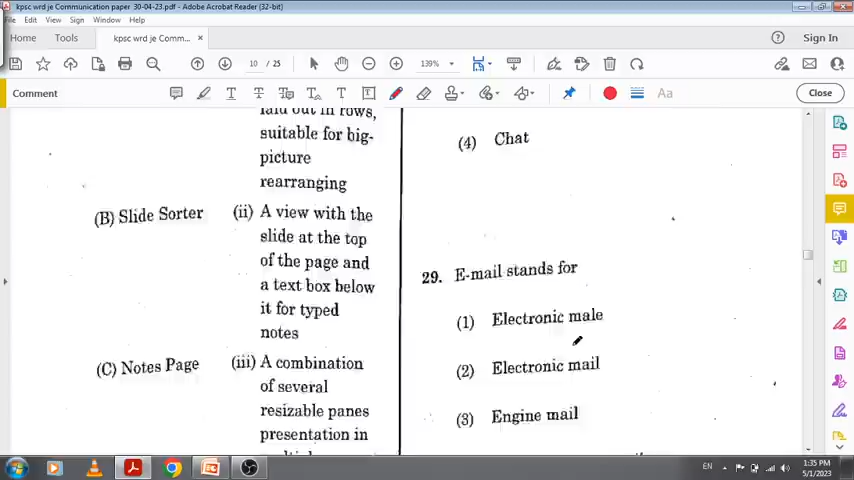 kpsc wrd je Communication paper 30-04-23.pdf - Adobe Acrobat Reader (32-bit)
File Edit View Sign Window Help
Home Tools kpsc wrd je Comm... × Sign In
10 / 25 139%
Comment Close
laid out in rows,
suitable for big-
picture
rearranging
(B) Slide Sorter (ii) A view with the
slide at the top
of the page and
a text box below
it for typed
notes
(C) Notes Page (iii) A combination
of several
resizable panes
presentation in
(4) Chat
29. E-mail stands for
(1) Electronic male
(2) Electronic mail
(3) Engine mail
EN 1:35 PM
5/1/2023